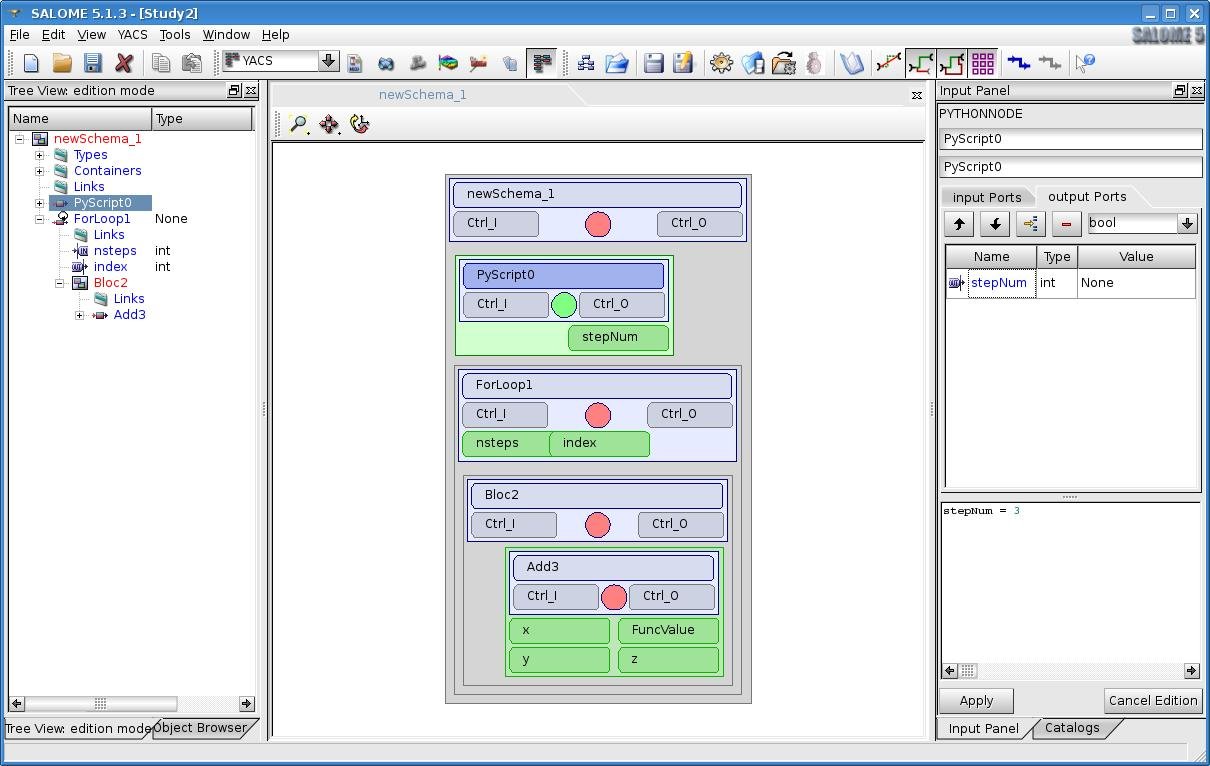 SALOME 5.1.3 - [Study2]
File Edit View YACS Tools Window Help
SALOME 5
YACS
Tree View: edition mode
Name Type
newSchema_1
Types
Containers
Links
PyScript0
ForLoop1 None
Links
nsteps int
index int
Bloc2
Links
Add3
Tree View: edition mode Object Browser
newSchema_1
newSchema_1
Ctrl_I Ctrl_O
PyScript0
Ctrl_I Ctrl_O
stepNum
ForLoop1
Ctrl_I Ctrl_O
nsteps index
Bloc2
Ctrl_I Ctrl_O
Add3
Ctrl_I Ctrl_O
x FuncValue
y z
Input Panel
PYTHONNODE
PyScript0
PyScript0
input Ports output Ports
bool
Name Type Value
stepNum int None
stepNum = 3
Apply Cancel Edition
Input Panel Catalogs